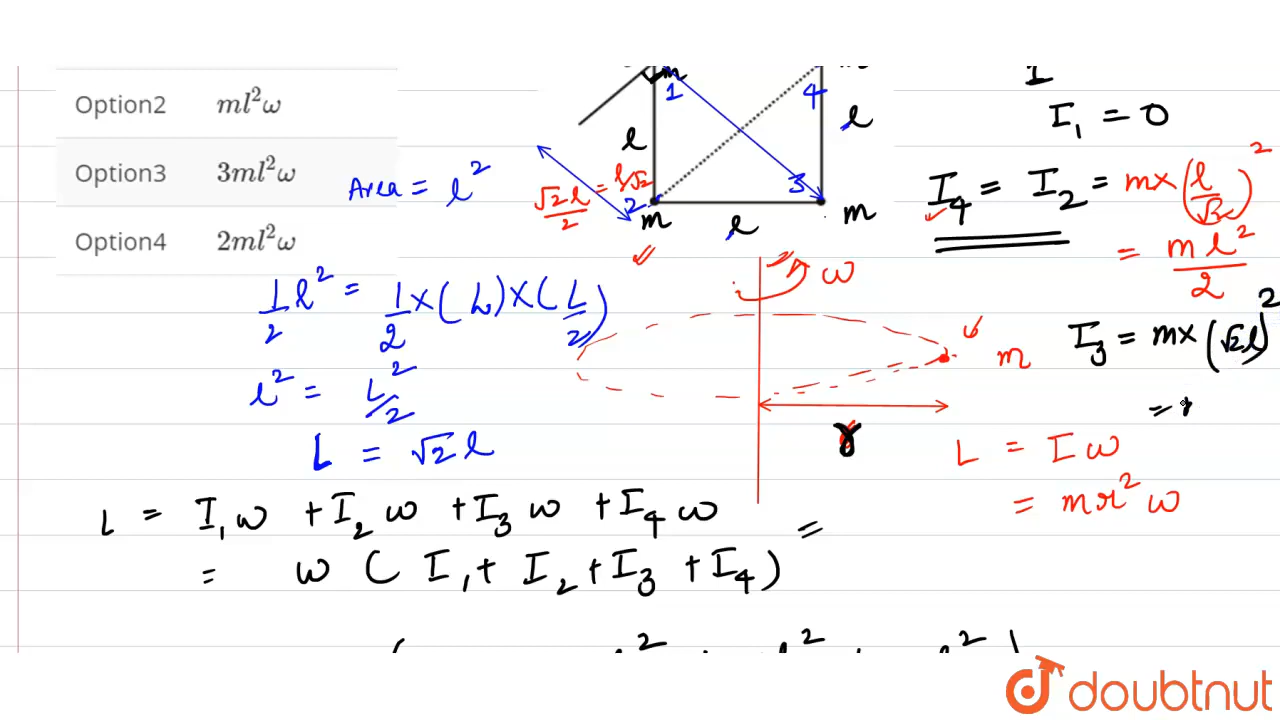 Option2 ml²ω
Option3 3ml²ω
Option4 2ml²ω
Area = l²
1/2 l² = 1/2 × (L) × (L/2)
l² = L²/2
L = √2 l
m
1
4
l
l
√2l/2 = l/√2
2
3
m
l
m
ω
m
r
I
I₁ = 0
I₄ = I₂ = m × (l/√2)²
= ml²/2
I₃ = m × (√2l)²
=
L = Iω
= mr²ω
L = I₁ω + I₂ω + I₃ω + I₄ω =
= ω (I₁ + I₂ + I₃ + I₄)
doubtnut